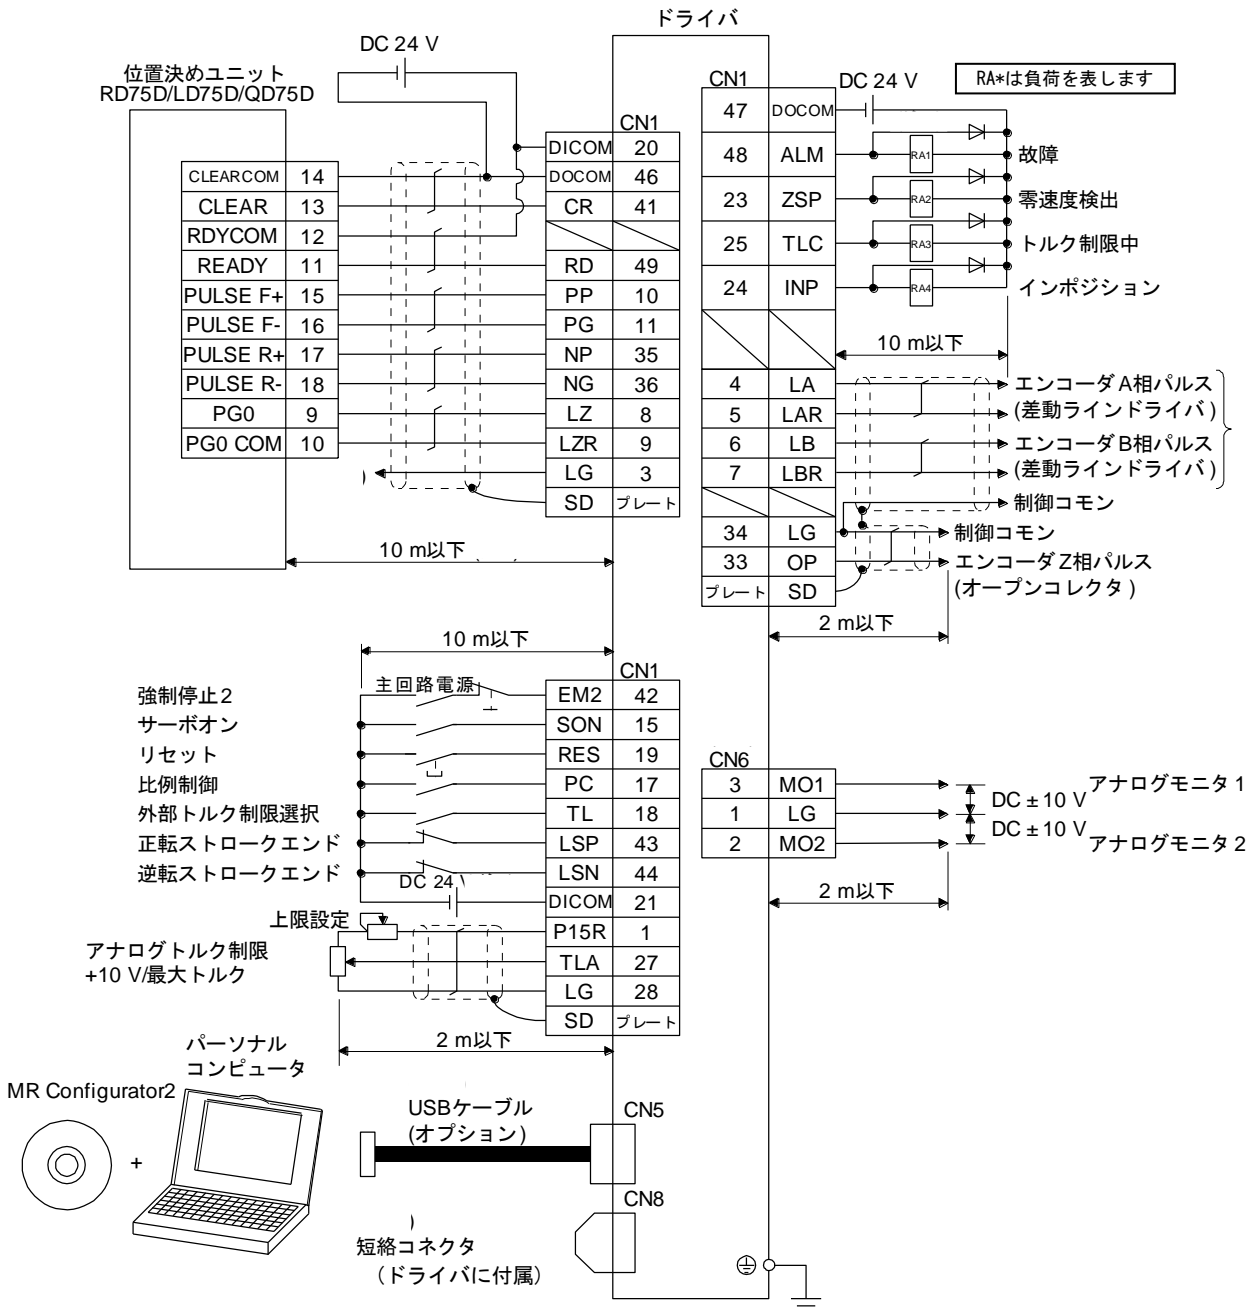 ドライバ
DC 24 V
位置決めユニット
RD75D/LD75D/QD75D
CN1
DICOM 20
CLEARCOM 14 DOCOM 46
CLEAR 13 CR 41
RDYCOM 12
READY 11 RD 49
PULSE F+ 15 PP 10
PULSE F- 16 PG 11
PULSE R+ 17 NP 35
PULSE R- 18 NG 36
PG0 9 LZ 8
PG0 COM 10 LZR 9
LG 3
SD プレート
10 m以下
CN1
DC 24 V
RA*は負荷を表します
47 DOCOM
48 ALM RA1 故障
23 ZSP RA2 零速度検出
25 TLC RA3 トルク制限中
24 INP RA4 インポジション
10 m以下
4 LA エンコーダA相パルス
5 LAR (差動ラインドライバ)
6 LB エンコーダB相パルス
7 LBR (差動ラインドライバ)
制御コモン
34 LG 制御コモン
33 OP エンコーダZ相パルス
(オープンコレクタ)
プレート SD
2 m以下
10 m以下
CN1
主回路電源
強制停止2 EM2 42
サーボオン SON 15
リセット RES 19
比例制御 PC 17
外部トルク制限選択 TL 18
正転ストロークエンド LSP 43
逆転ストロークエンド LSN 44
DC 24 V
DICOM 21
上限設定
P15R 1
アナログトルク制限
+10 V/最大トルク
TLA 27
LG 28
SD プレート
2 m以下
CN6
3 MO1 アナログモニタ1
DC ± 10 V
1 LG
DC ± 10 V
2 MO2 アナログモニタ2
2 m以下
パーソナル
コンピュータ
MR Configurator2
+
USBケーブル
(オプション)
CN5
CN8
)
短絡コネクタ
(ドライバに付属)